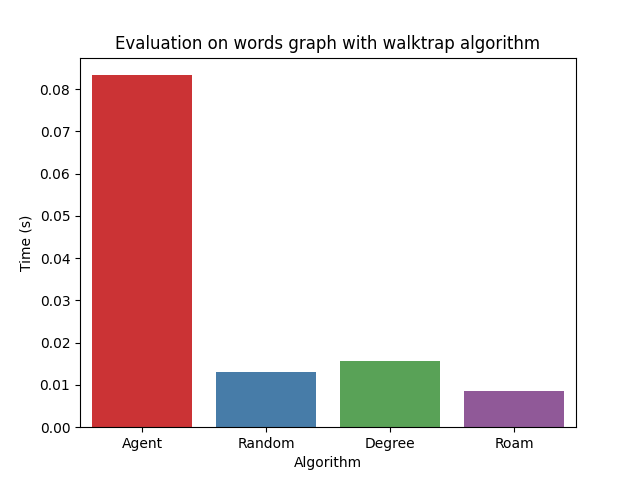 Evaluation on words graph with walktrap algorithm
0.08
0.07
0.06
0.05
0.04
0.03
0.02
0.01
0.00
Time (s)
Agent Random Degree Roam
Algorithm